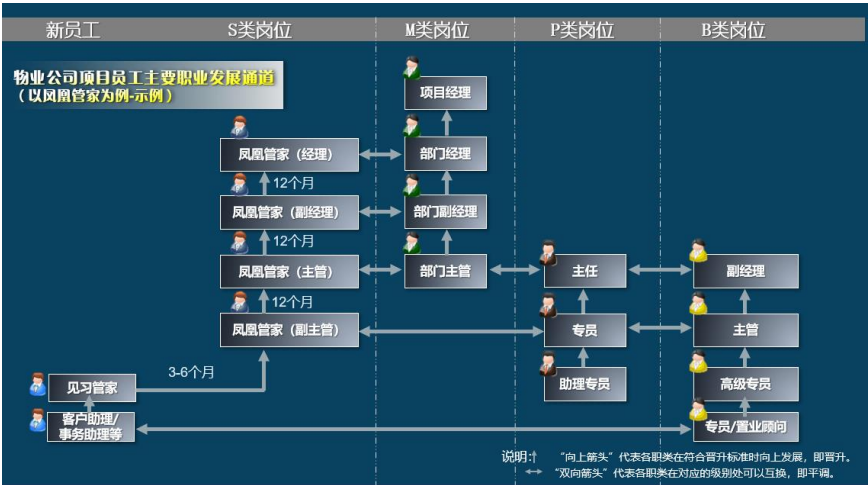 新员工 S类岗位 M类岗位 P类岗位 B类岗位
物业公司项目员工主要职业发展通道
（以凤凰管家为例-示例）
项目经理
凤凰管家（经理） 部门经理
12个月
凤凰管家（副经理） 部门副经理
12个月
凤凰管家（主管） 部门主管 主任 副经理
12个月
凤凰管家（副主管） 专员 主管
3-6个月
见习管家 助理专员 高级专员
客户助理/
事务助理等
专员/置业顾问
说明: “向上箭头”代表各职类在符合晋升标准时向上发展，即晋升。
“双向箭头”代表各职类在对应的级别处可以互换，即平调。